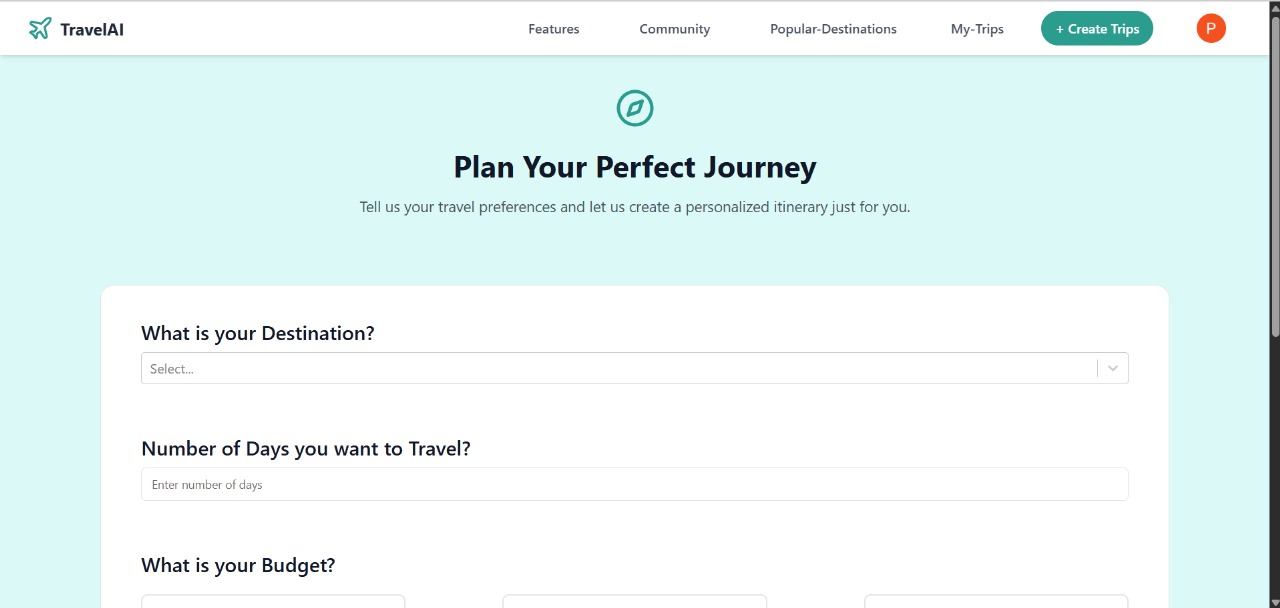 TravelAI
Features
Community
Popular-Destinations
My-Trips
+ Create Trips
P
Plan Your Perfect Journey
Tell us your travel preferences and let us create a personalized itinerary just for you.
What is your Destination?
Select...
Number of Days you want to Travel?
Enter number of days
What is your Budget?